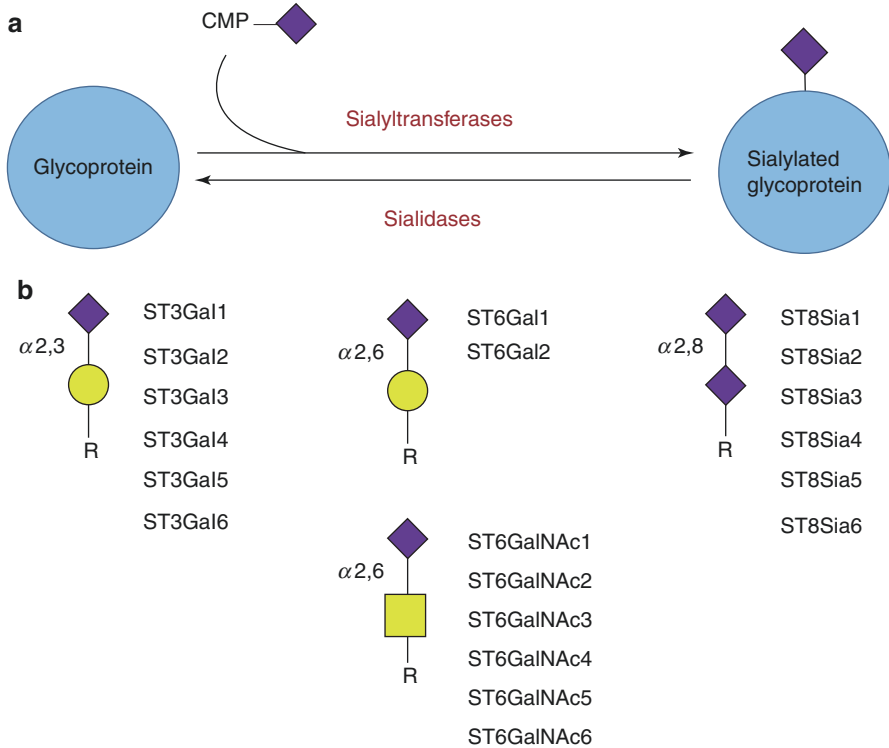 a
CMP
Sialyltransferases
Glycoprotein
Sialylated
glycoprotein
Sialidases
b
α2,3
R
ST3Gal1
ST3Gal2
ST3Gal3
ST3Gal4
ST3Gal5
ST3Gal6
α2,6
R
ST6Gal1
ST6Gal2
α2,8
R
ST8Sia1
ST8Sia2
ST8Sia3
ST8Sia4
ST8Sia5
ST8Sia6
α2,6
R
ST6GalNAc1
ST6GalNAc2
ST6GalNAc3
ST6GalNAc4
ST6GalNAc5
ST6GalNAc6